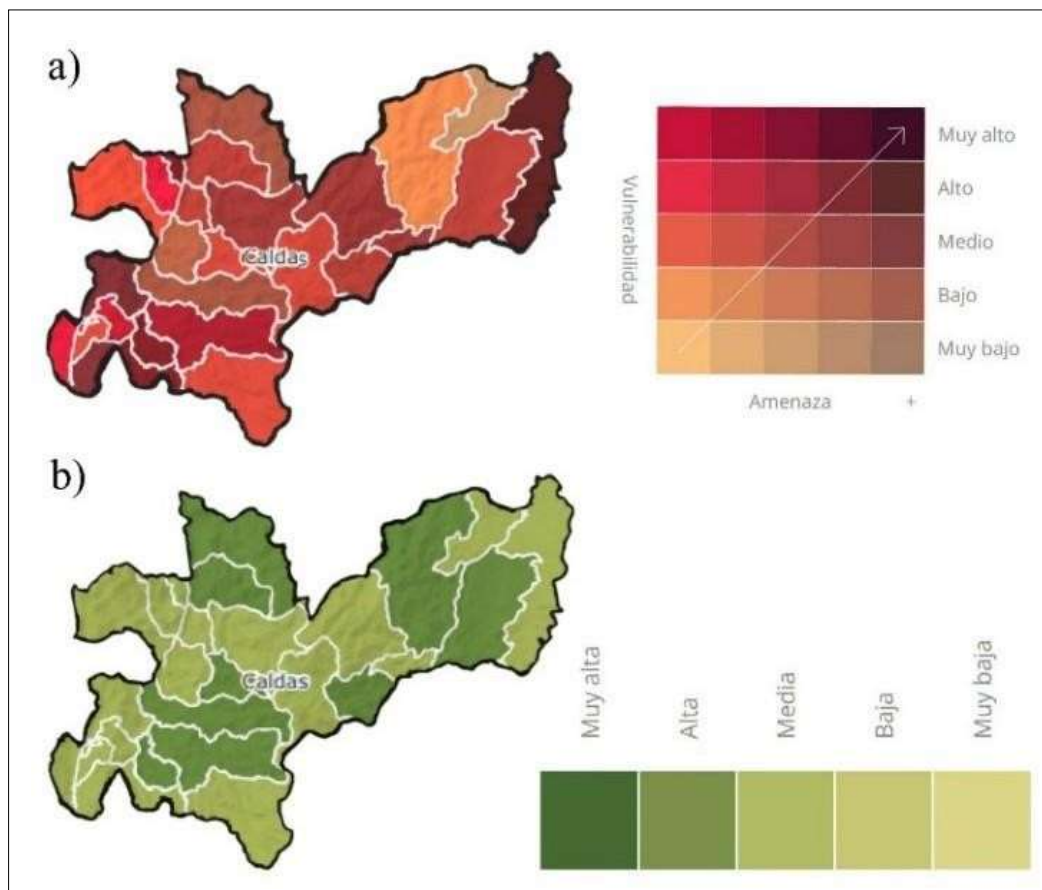 a)
Caldas
Vulnerabilidad
Muy alto
Alto
Medio
Bajo
Muy bajo
Amenaza +
b)
Caldas
Muy alta
Alta
Media
Baja
Muy baja